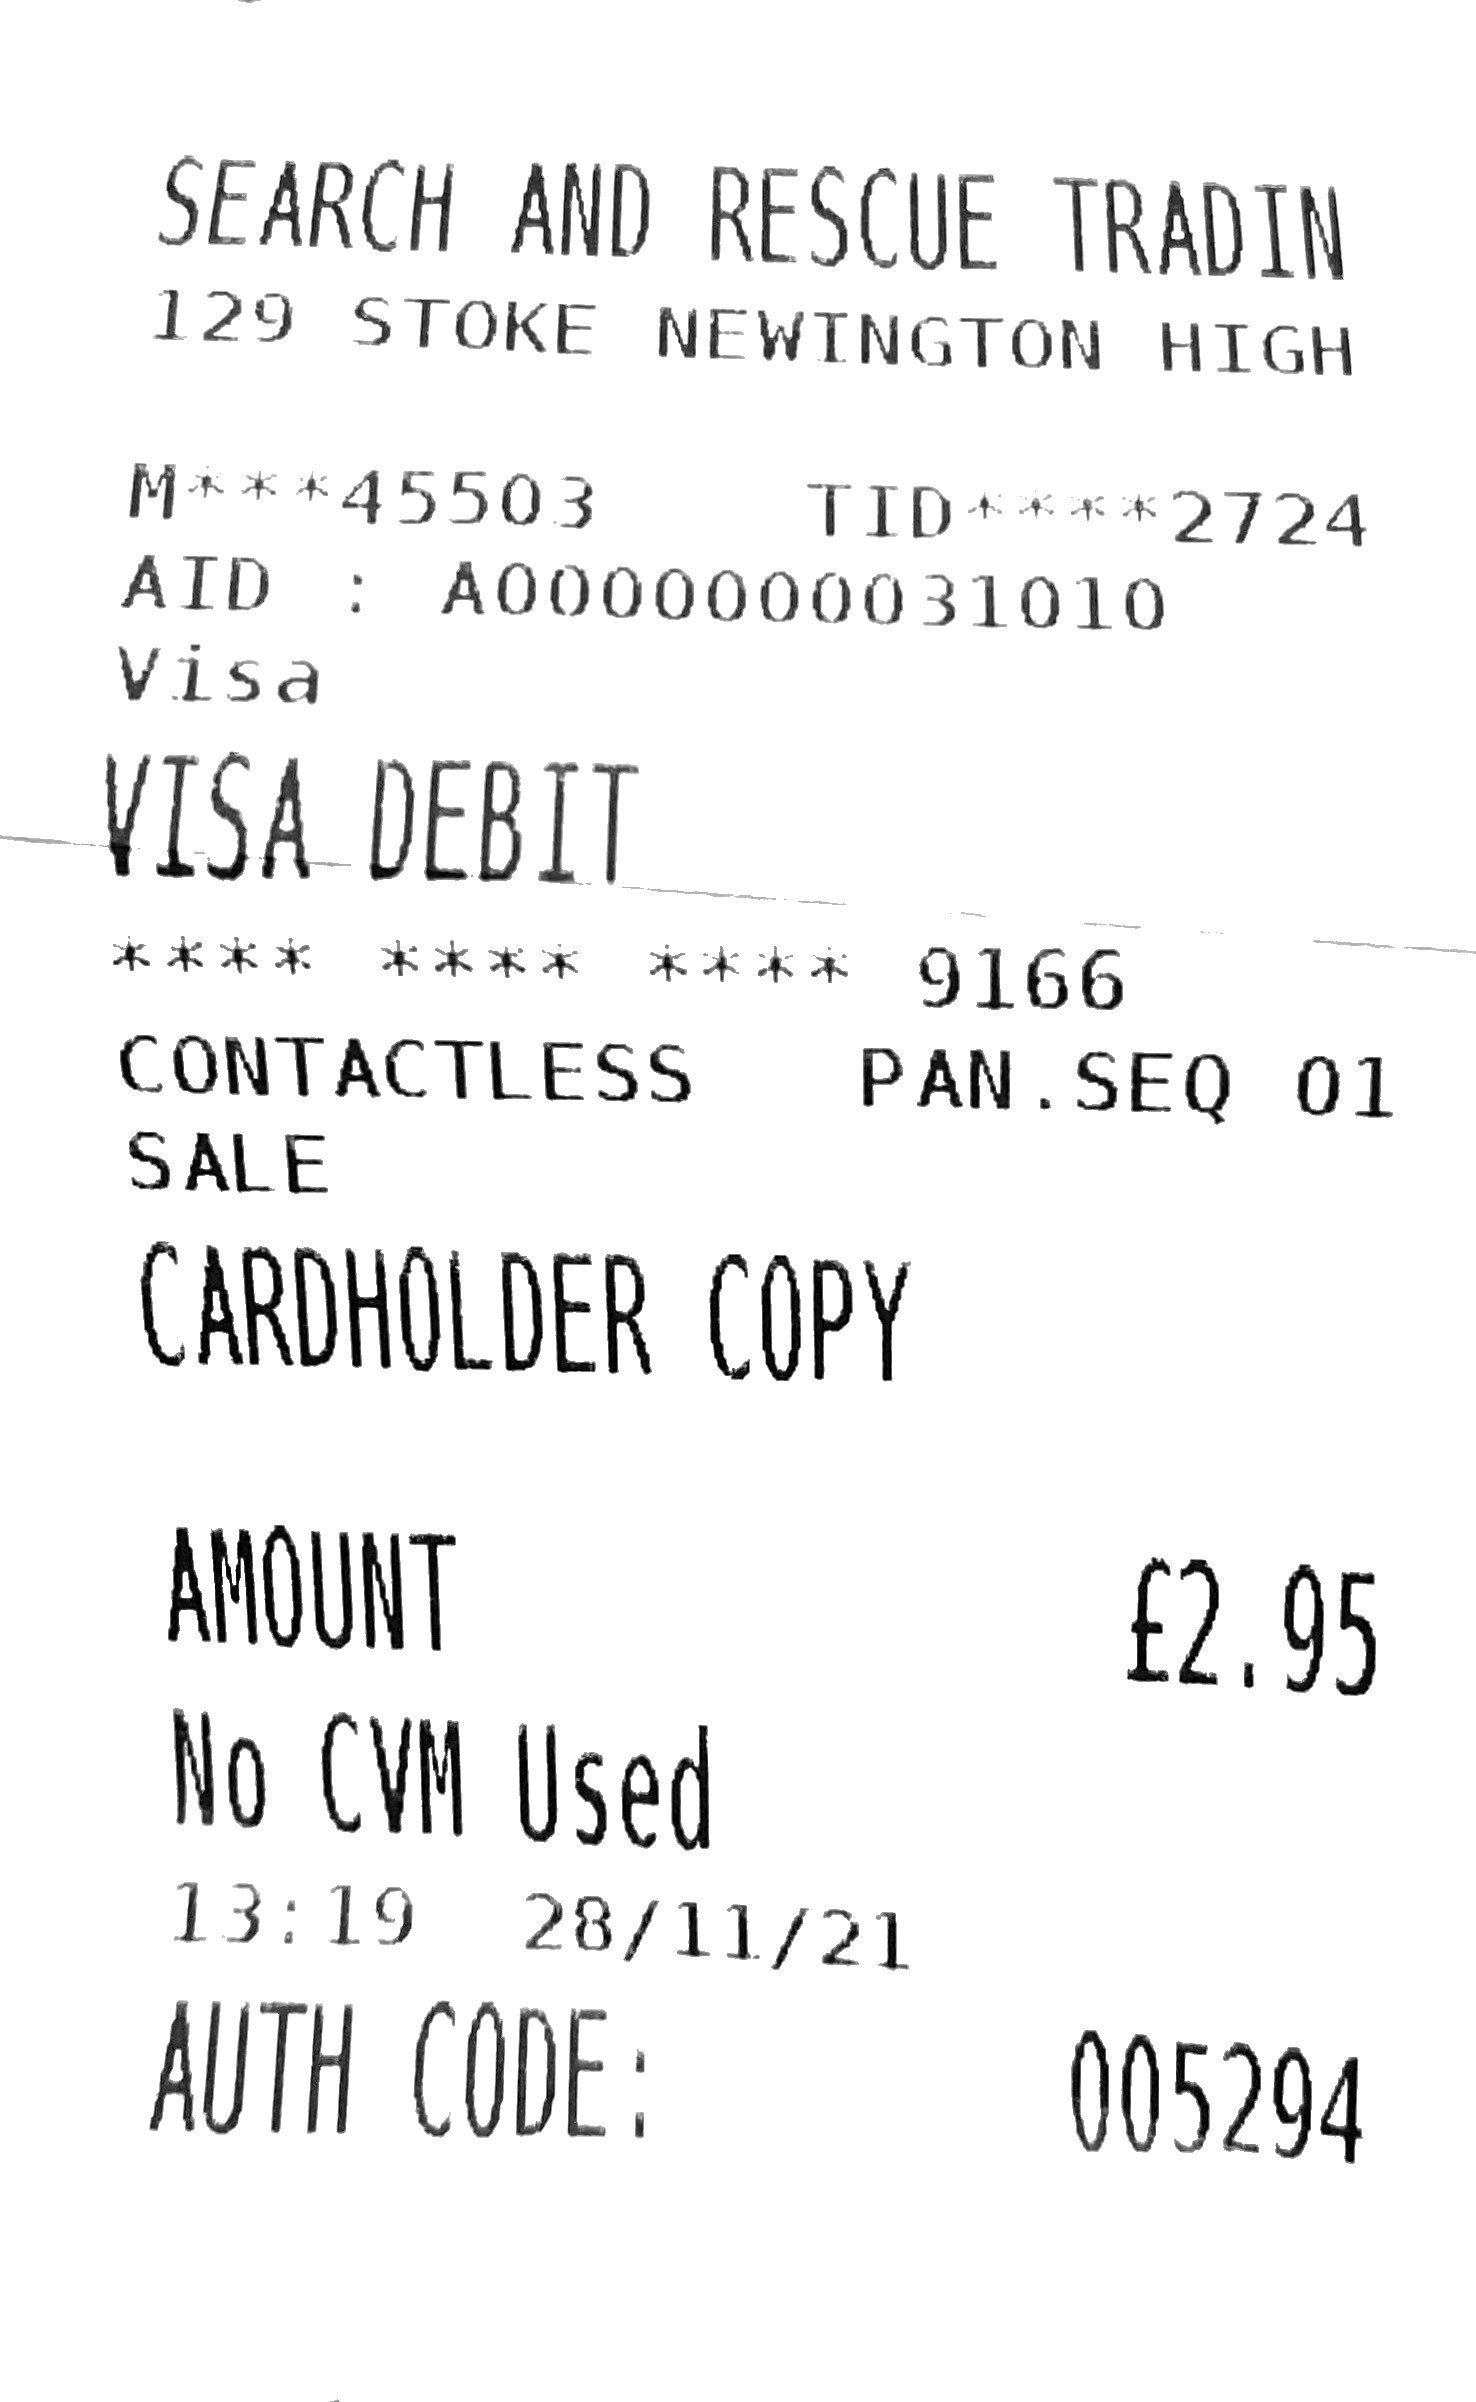 SEARCH AND RESCUE TRADIN
129 STOKE NEWINGTON HIGH
M***45503 TID****2724
AID : A0000000031010
Visa
VISA DEBIT
**** **** **** 9166
CONTACTLESS PAN.SEQ 01
SALE
CARDHOLDER COPY
AMOUNT £2.95
No CVM Used
13:19 28/11/21
AUTH CODE: 005294